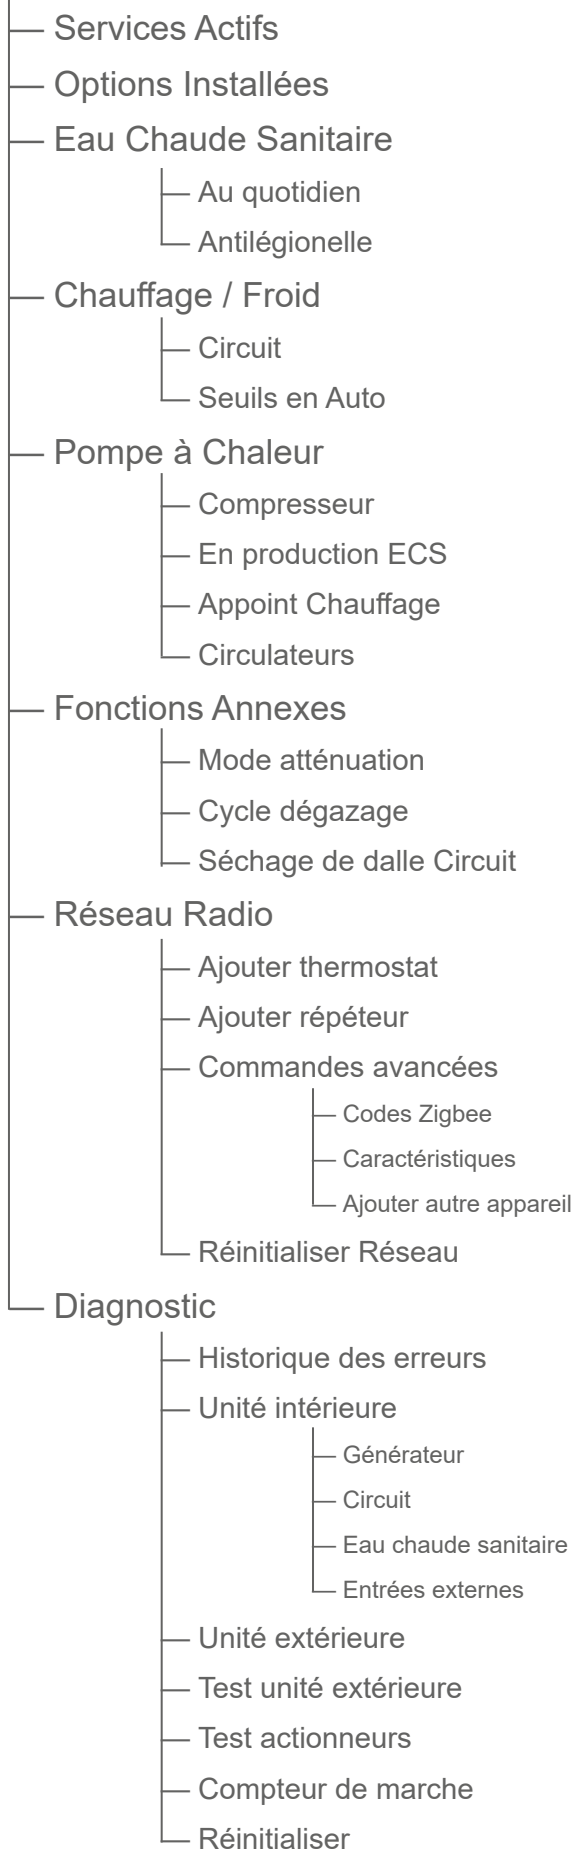 Services Actifs
Options Installées
Eau Chaude Sanitaire
Au quotidien
Antilégionelle
Chauffage / Froid
Circuit
Seuils en Auto
Pompe à Chaleur
Compresseur
En production ECS
Appoint Chauffage
Circulateurs
Fonctions Annexes
Mode atténuation
Cycle dégazage
Séchage de dalle Circuit
Réseau Radio
Ajouter thermostat
Ajouter répéteur
Commandes avancées
Codes Zigbee
Caractéristiques
Ajouter autre appareil
Réinitialiser Réseau
Diagnostic
Historique des erreurs
Unité intérieure
Générateur
Circuit
Eau chaude sanitaire
Entrées externes
Unité extérieure
Test unité extérieure
Test actionneurs
Compteur de marche
Réinitialiser